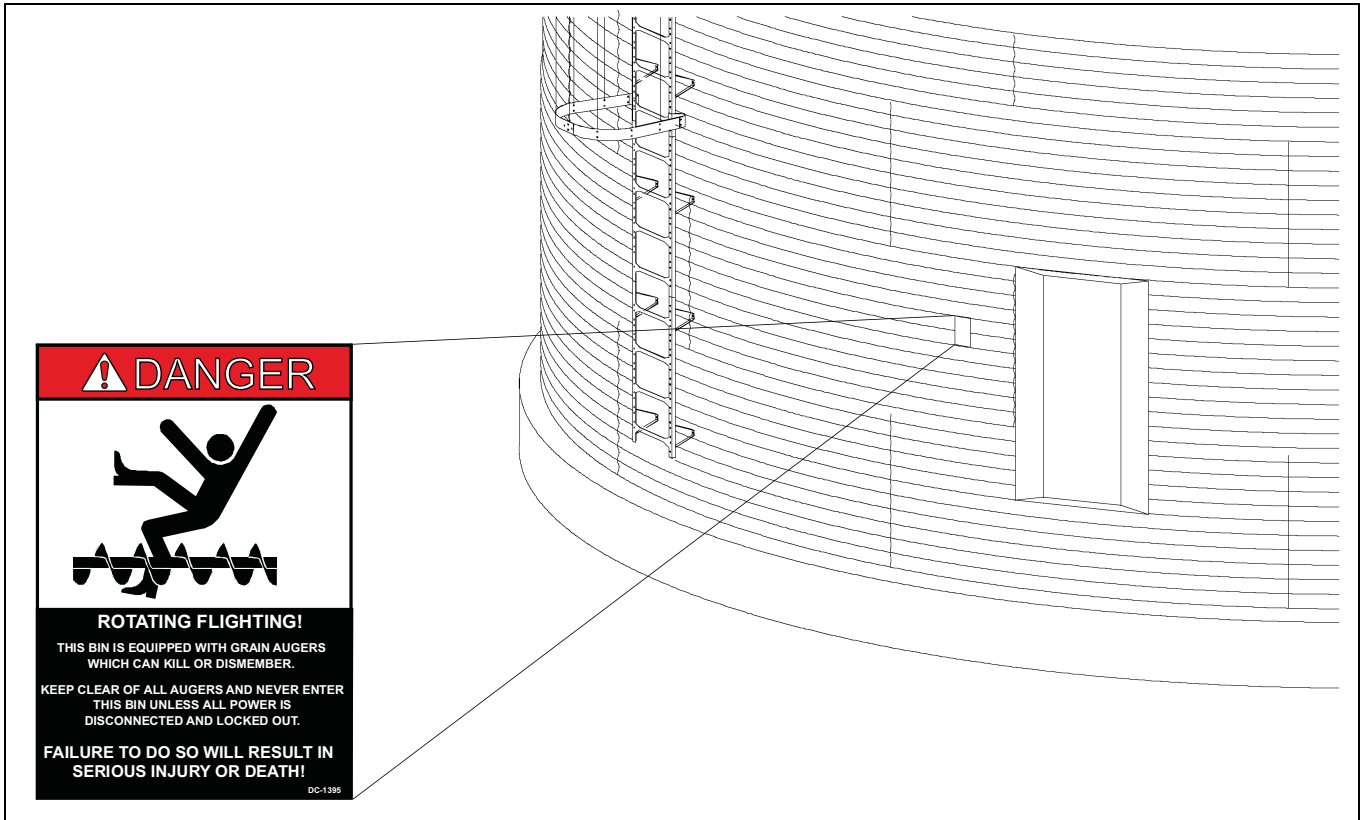 DANGER
ROTATING FLIGHTING!
THIS BIN IS EQUIPPED WITH GRAIN AUGERS
WHICH CAN KILL OR DISMEMBER.
KEEP CLEAR OF ALL AUGERS AND NEVER ENTER
THIS BIN UNLESS ALL POWER IS
DISCONNECTED AND LOCKED OUT.
FAILURE TO DO SO WILL RESULT IN
SERIOUS INJURY OR DEATH!
DC-1395